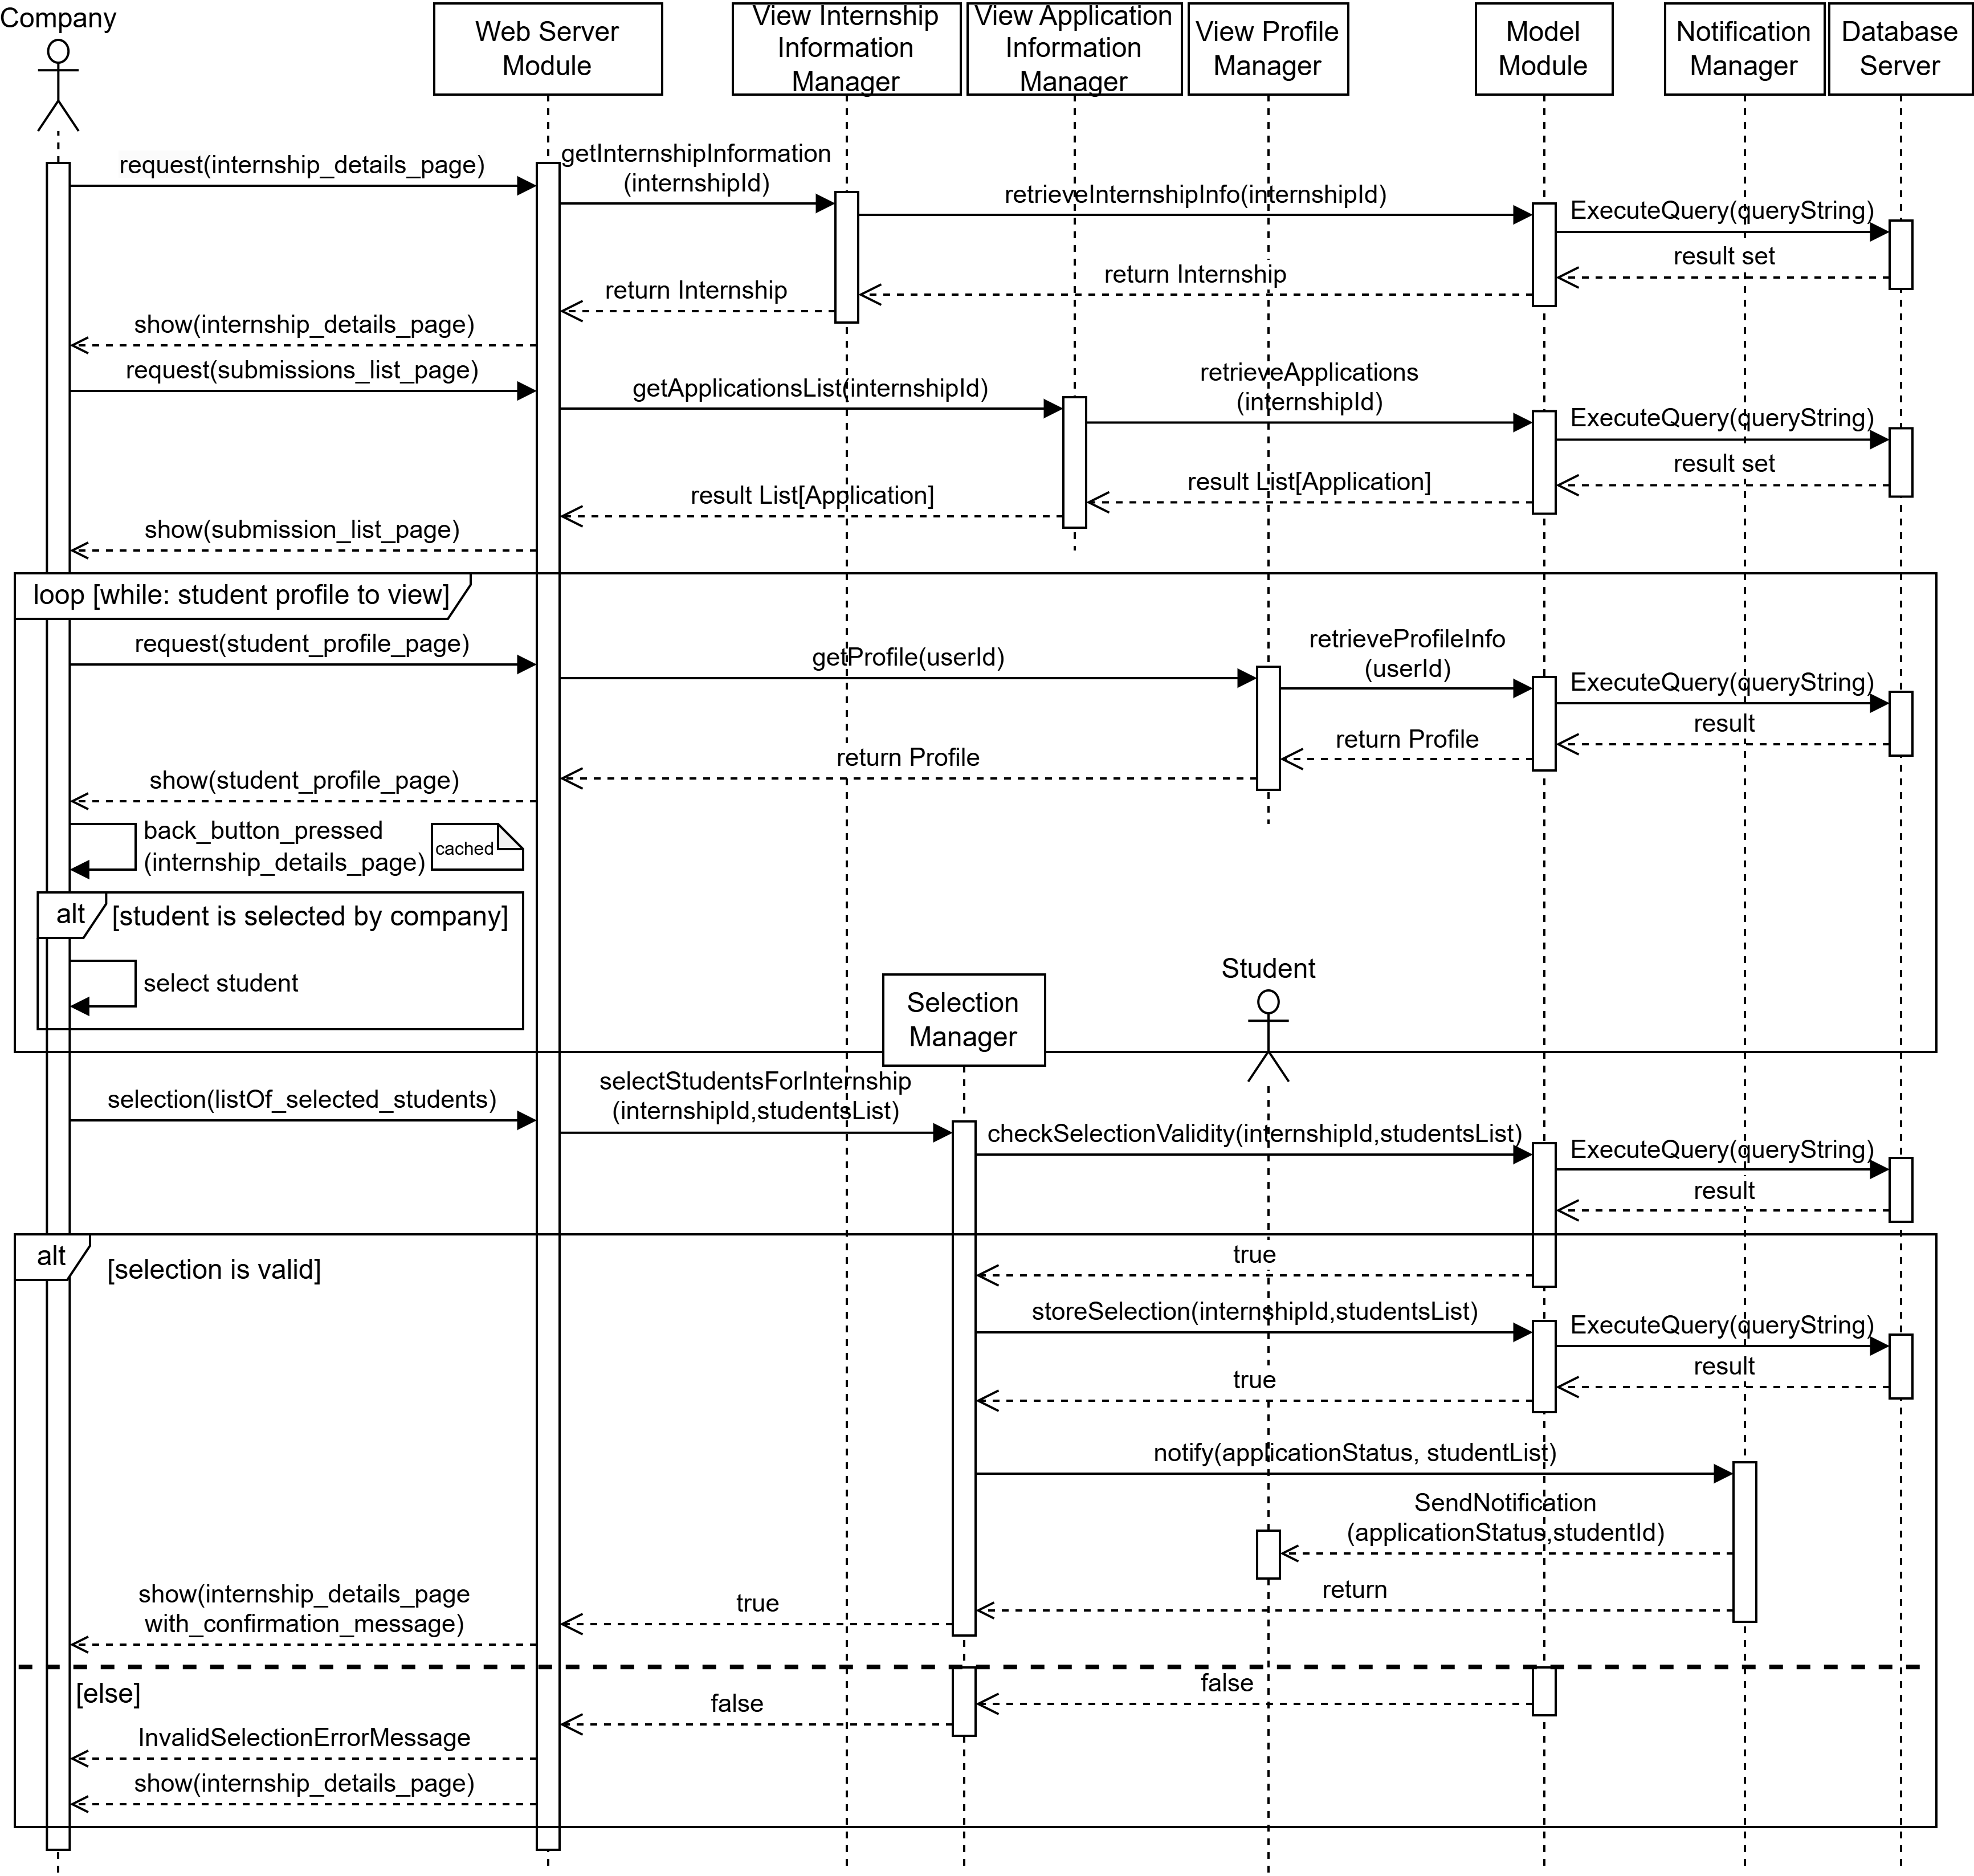 Company
Web Server
Module
View Internship
Information
Manager
View Application
Information
Manager
View Profile
Manager
Model
Module
Notification
Manager
Database
Server
request(internship_details_page)
getInternshipInformation
(internshipId)
retrieveInternshipInfo(internshipId)
ExecuteQuery(queryString)
result set
return Internship
return Internship
show(internship_details_page)
request(submissions_list_page)
getApplicationsList(internshipId)
retrieveApplications
(internshipId)
ExecuteQuery(queryString)
result set
result List[Application]
result List[Application]
show(submission_list_page)
loop [while: student profile to view]
request(student_profile_page)
getProfile(userId)
retrieveProfileInfo
(userId)
ExecuteQuery(queryString)
result
return Profile
return Profile
show(student_profile_page)
back_button_pressed
(internship_details_page)
cached
alt [student is selected by company]
select student
Selection
Manager
Student
selection(listOf_selected_students)
selectStudentsForInternship
(internshipId,studentsList)
checkSelectionValidity(internshipId,studentsList)
ExecuteQuery(queryString)
result
alt [selection is valid]
true
storeSelection(internshipId,studentsList)
ExecuteQuery(queryString)
result
true
notify(applicationStatus, studentList)
SendNotification
(applicationStatus,studentId)
return
true
show(internship_details_page
with_confirmation_message)
[else]
false
false
InvalidSelectionErrorMessage
show(internship_details_page)